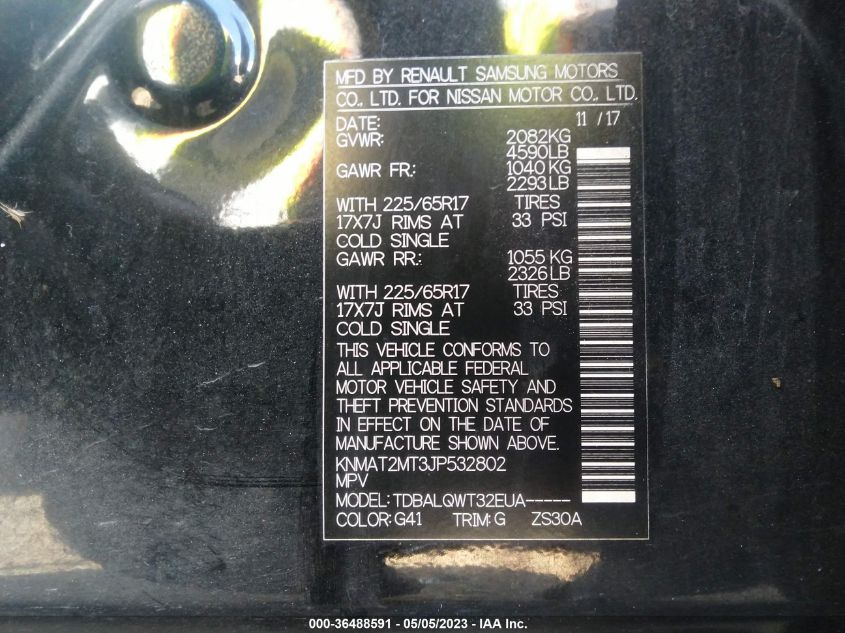 MFD BY RENAULT SAMSUNG MOTORS
CO., LTD. FOR NISSAN MOTOR CO., LTD.
DATE: 11 / 17
GVWR: 2082KG
4590LB
GAWR FR.: 1040 KG
2293 LB
WITH 225/65R17 TIRES
17X7J RIMS AT 33 PSI
COLD SINGLE
GAWR RR.: 1055 KG
2326 LB
WITH 225/65R17 TIRES
17X7J RIMS AT 33 PSI
COLD SINGLE
THIS VEHICLE CONFORMS TO
ALL APPLICABLE FEDERAL
MOTOR VEHICLE SAFETY AND
THEFT PREVENTION STANDARDS
IN EFFECT ON THE DATE OF
MANUFACTURE SHOWN ABOVE.
KNMAT2MT3JP532802
MPV
MODEL: TDBALQWT32EUA-----
COLOR: G41 TRIM: G ZS30A
000-36488591 - 05/05/2023 - IAA Inc.